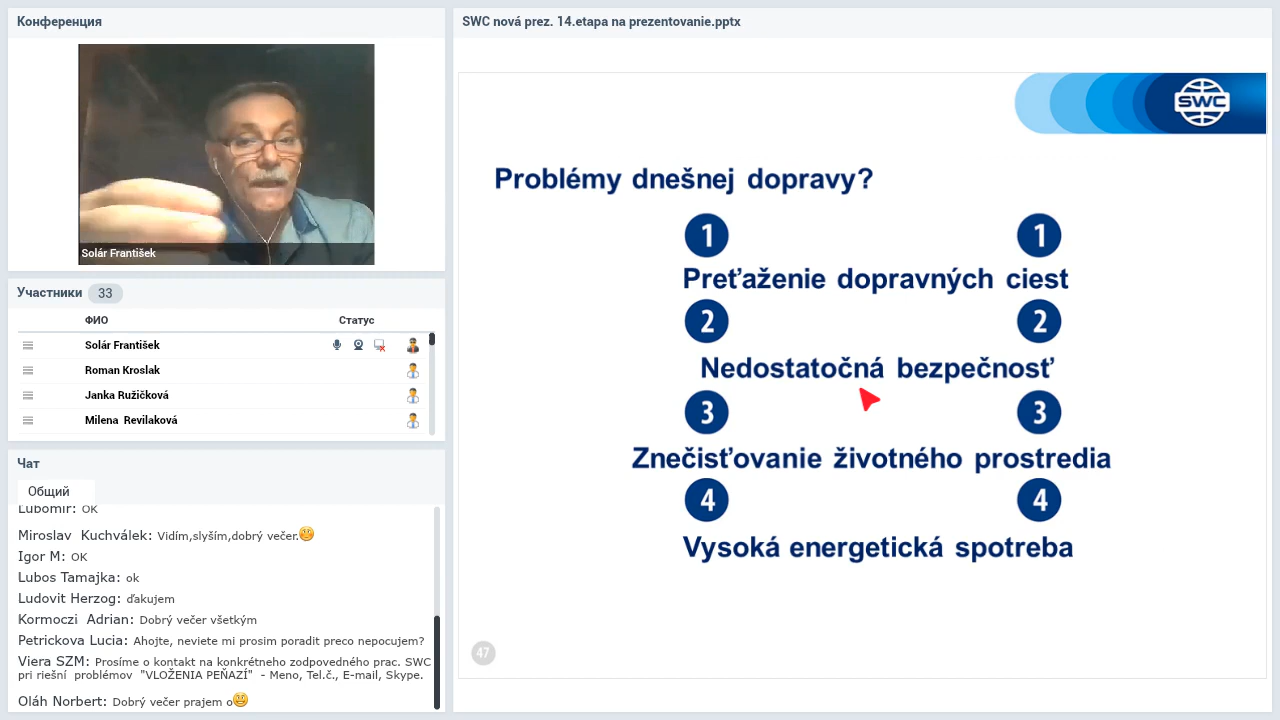 Конференция
Solár František
Участники 33
ФИО Статус
Solár František
Roman Kroslak
Janka Ružičková
Milena Revilaková
Чат
Общий
Lubomir: OK
Miroslav Kuchválek: Vidím,slyším,dobrý večer.
Igor M: OK
Lubos Tamajka: ok
Ludovit Herzog: ďakujem
Kormoczi Adrian: Dobrý večer všetkým
Petrickova Lucia: Ahojte, neviete mi prosim poradit preco nepocujem?
Viera SZM: Prosíme o kontakt na konkrétneho zodpovedného prac. SWC
pri riešní problémov "VLOŽENIA PEŇAZÍ" - Meno, Tel.č., E-mail, Skype.
Oláh Norbert: Dobrý večer prajem o
SWC nová prez. 14.etapa na prezentovanie.pptx
SWC
Problémy dnešnej dopravy?
1 1
Preťaženie dopravných ciest
2 2
Nedostatočná bezpečnosť
3 3
Znečisťovanie životného prostredia
4 4
Vysoká energetická spotreba
47